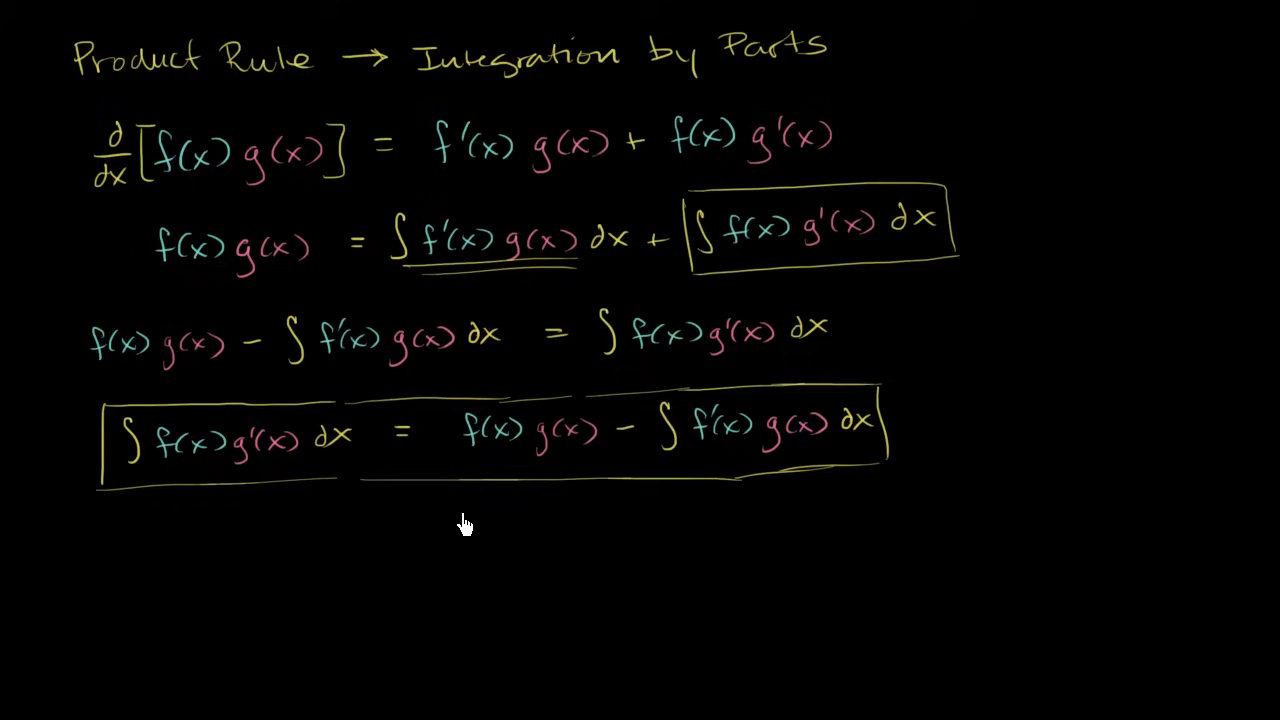 Product Rule → Integration by Parts
d/dx [f(x) g(x)] = f'(x) g(x) + f(x) g'(x)
f(x) g(x) = ∫ f'(x) g(x) dx + ∫ f(x) g'(x) dx
f(x) g(x) - ∫ f'(x) g(x) dx = ∫ f(x) g'(x) dx
∫ f(x) g'(x) dx = f(x) g(x) - ∫ f'(x) g(x) dx